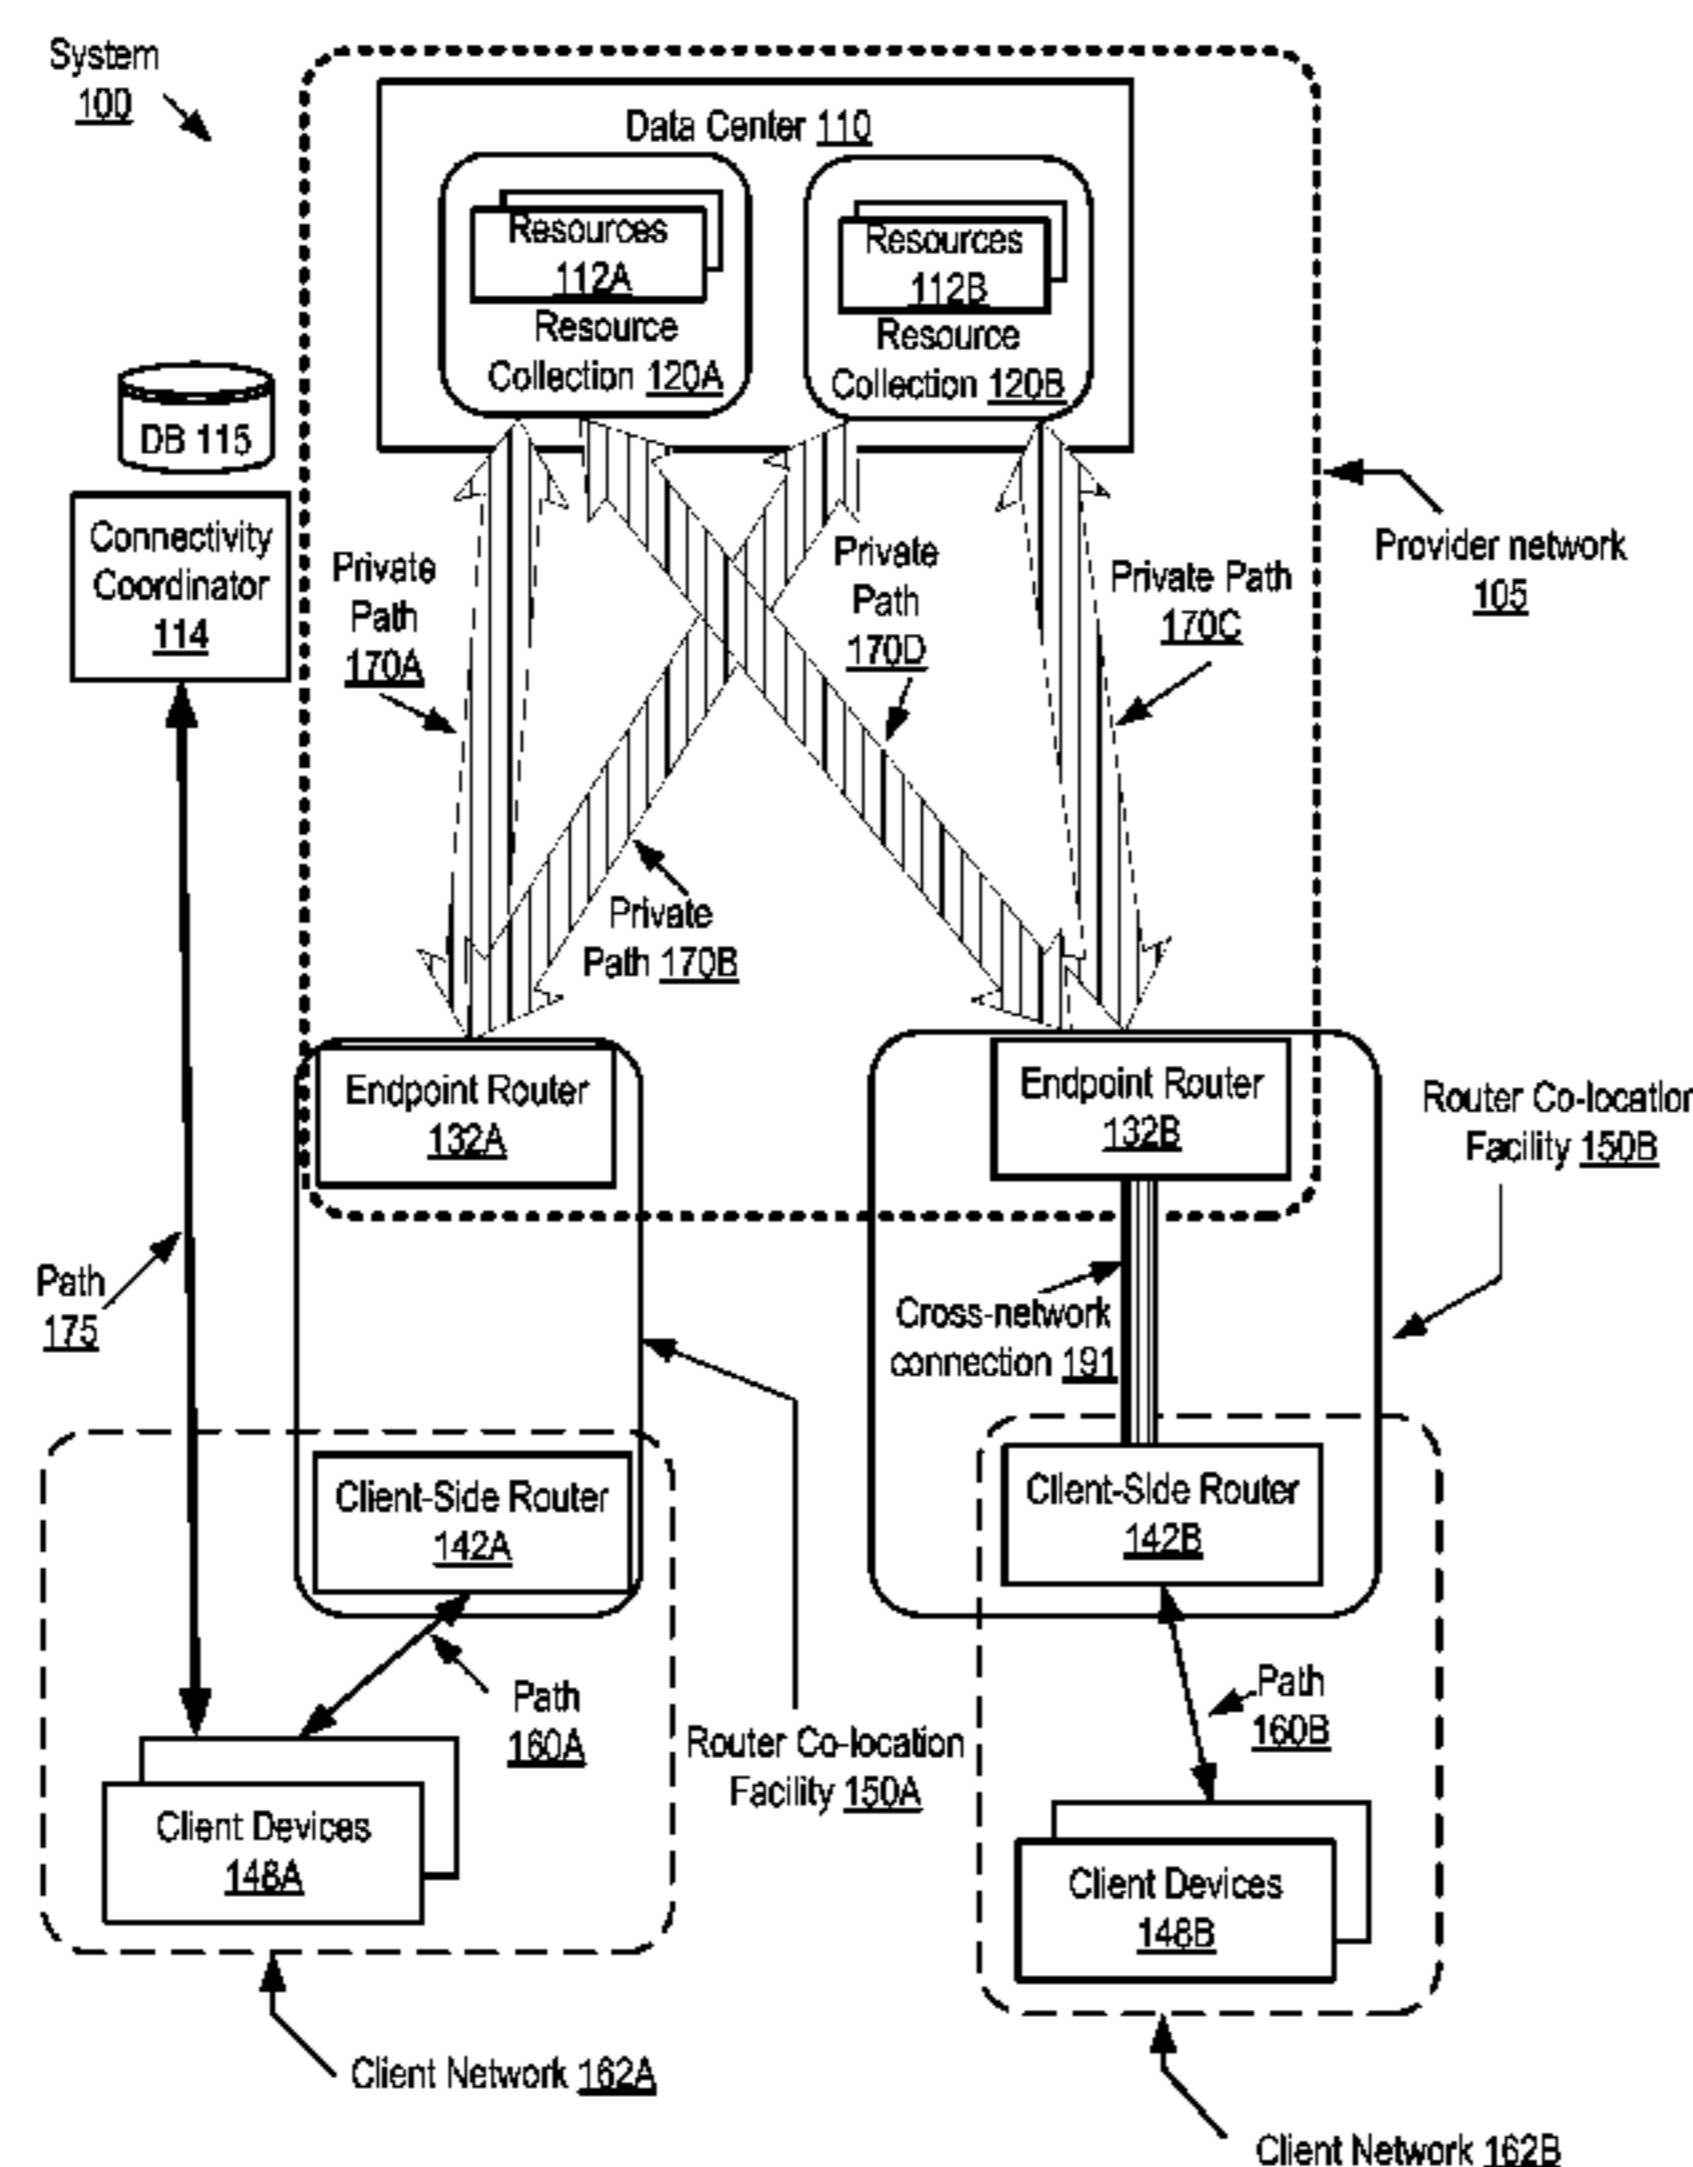 System
100
Data Center 110
Resources
112A
Resource
Collection 120A
Resources
112B
Resource
Collection 120B
DB 115
Connectivity
Coordinator
114
Private
Path
170A
Private
Path
170D
Private Path
170C
Provider network
105
Private
Path 170B
Endpoint Router
132A
Endpoint Router
132B
Router Co-location
Facility 150B
Path
175
Cross-network
connection 191
Client-Side Router
142A
Client-Side Router
142B
Path
160A
Path
160B
Router Co-location
Facility 150A
Client Devices
148A
Client Devices
148B
Client Network 162A
Client Network 162B